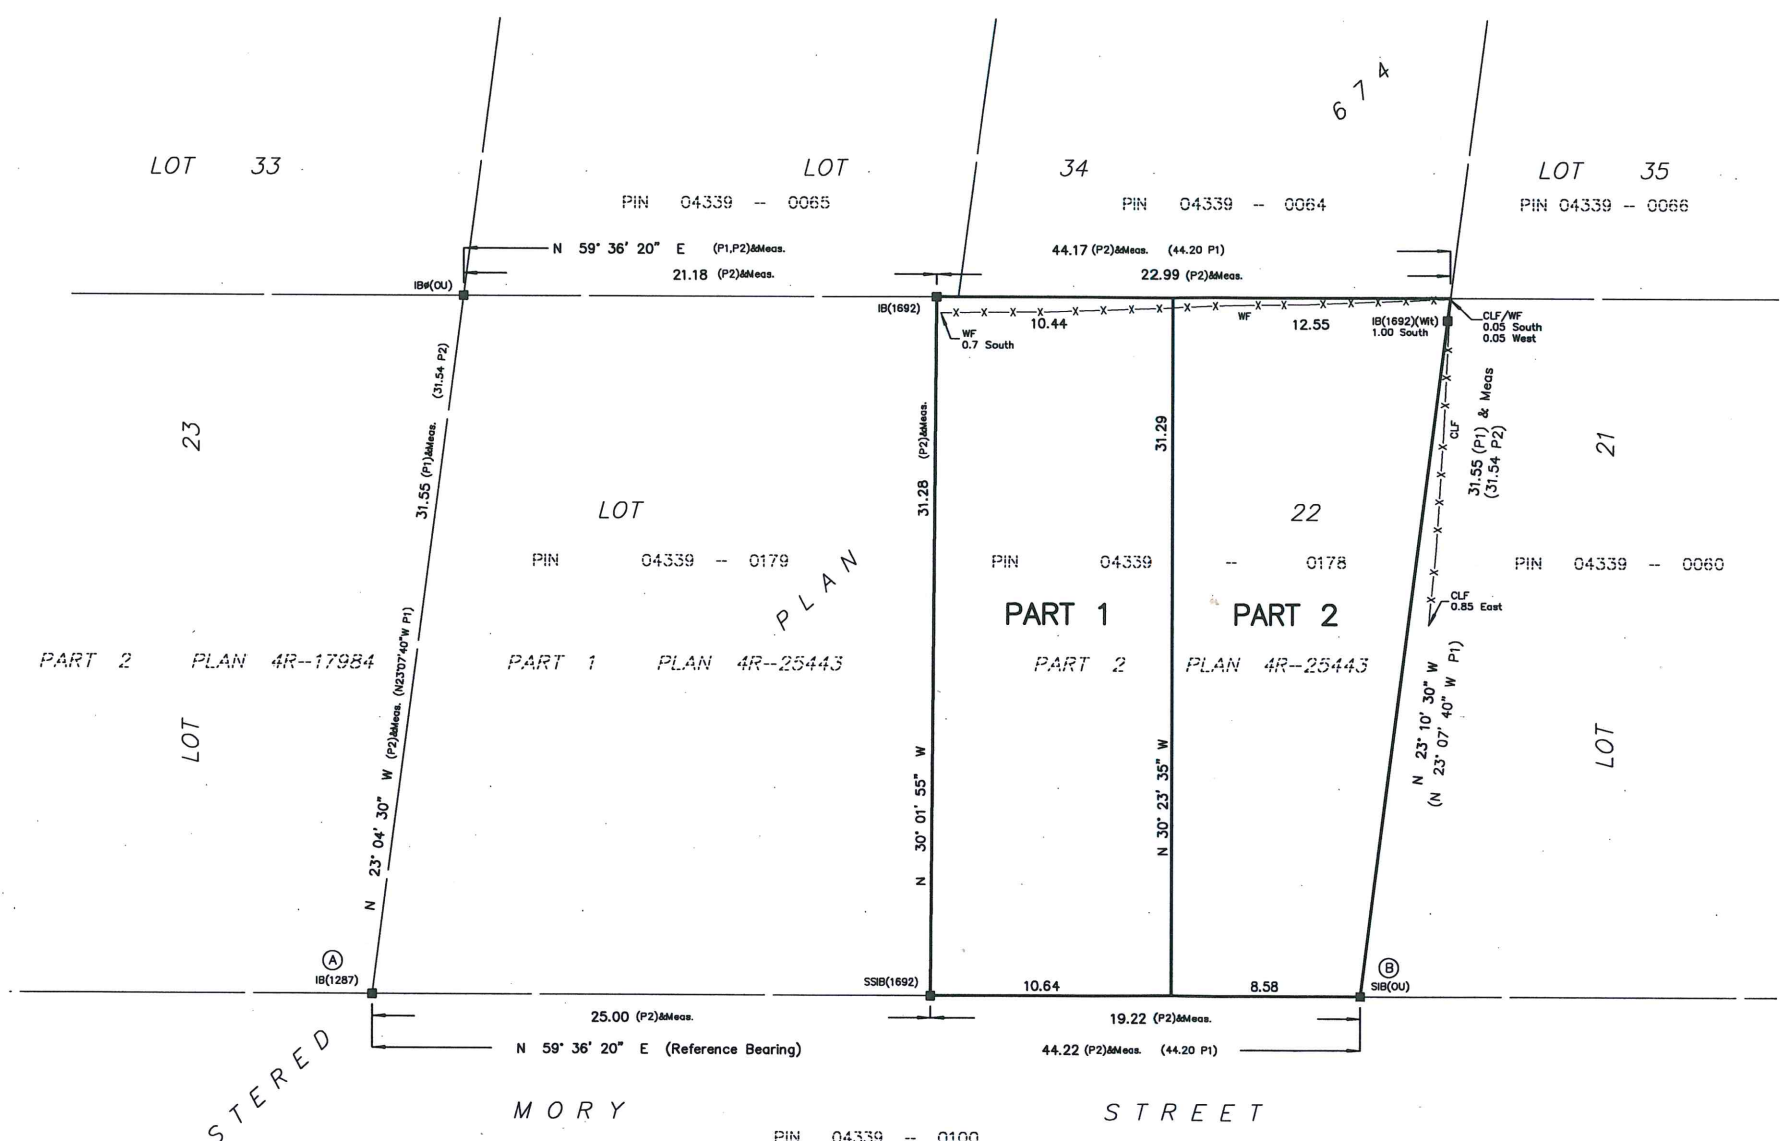 6 7 4
LOT 33
LOT 34
LOT 35
PIN 04339 -- 0065
PIN 04339 -- 0064
PIN 04339 -- 0066
N 59° 36' 20" E (P1,P2)&Meas.
44.17 (P2)&Meas. (44.20 P1)
21.18 (P2)&Meas.
22.99 (P2)&Meas.
IBø(OU)
IB(1692)
10.44
WF
12.55
IB(1692)(Wit)
1.00 South
CLF/WF
0.05 South
0.05 West
WF
0.7 South
31.55 (P1)&Meas. (31.54 P2)
31.28 (P2)&Meas.
31.29
CLF
31.55 (P1) & Meas
(31.54 P2)
23
21
LOT
22
PIN 04339 -- 0179
PIN 04339 -- 0178
PIN 04339 -- 0060
PLAN
PART 1
PART 2
CLF
0.85 East
PART 2 PLAN 4R--17984
PART 1 PLAN 4R--25443
PART 2 PLAN 4R--25443
LOT
LOT
N 23° 04' 30" W (P2)&Meas. (N23°07'40"W P1)
N 30° 01' 55" W
N 30° 23' 35" W
N 23° 10' 30" W
(N 23° 07' 40" W P1)
A
IB(1287)
SSIB(1692)
10.64
8.58
B
SIB(OU)
25.00 (P2)&Meas.
19.22 (P2)&Meas.
N 59° 36' 20" E (Reference Bearing)
44.22 (P2)&Meas. (44.20 P1)
STERED
MORY STREET
PIN 04339 -- 0100